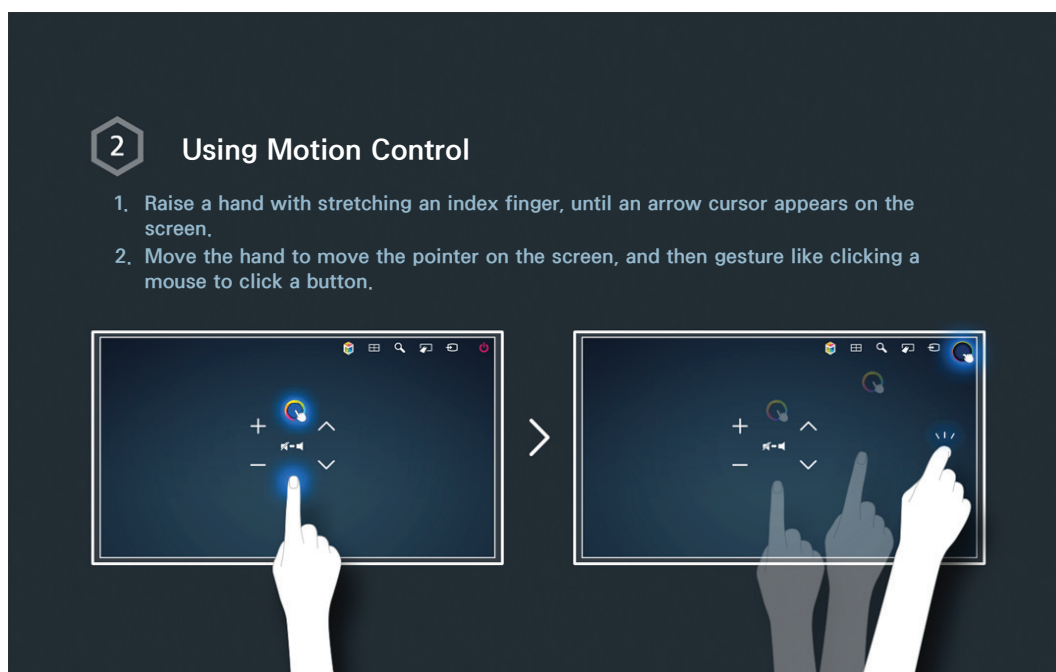 2
Using Motion Control
1. Raise a hand with stretching an index finger, until an arrow cursor appears on the
screen.
2. Move the hand to move the pointer on the screen, and then gesture like clicking a
mouse to click a button.